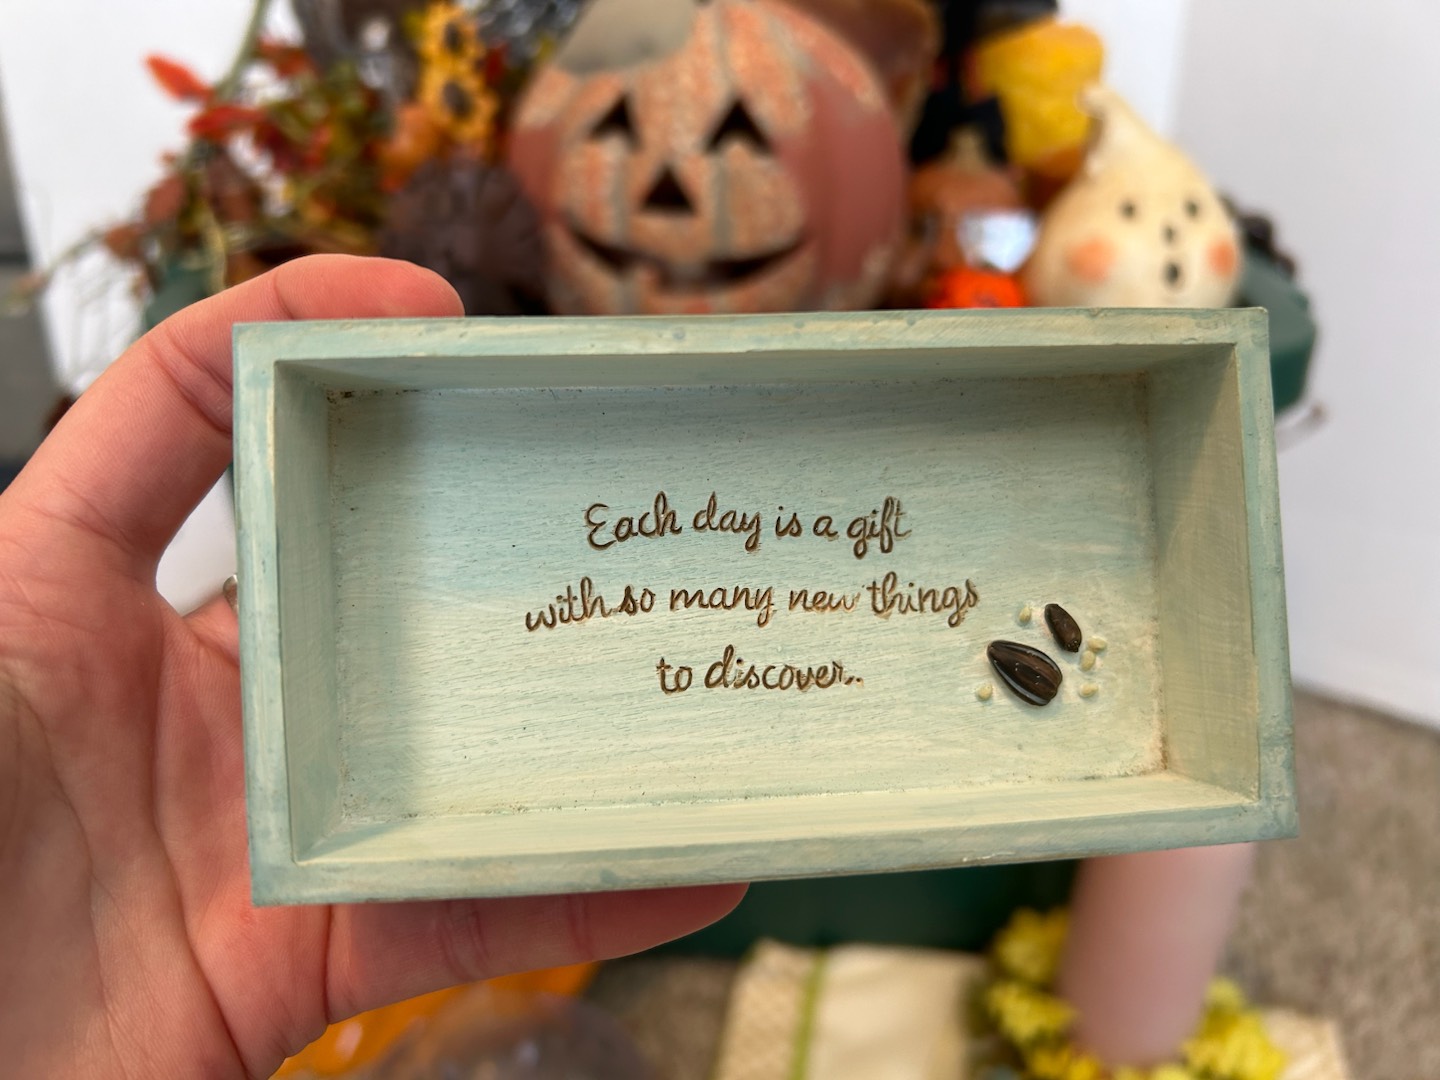 Each day is a gift
with so many new things
to discover..